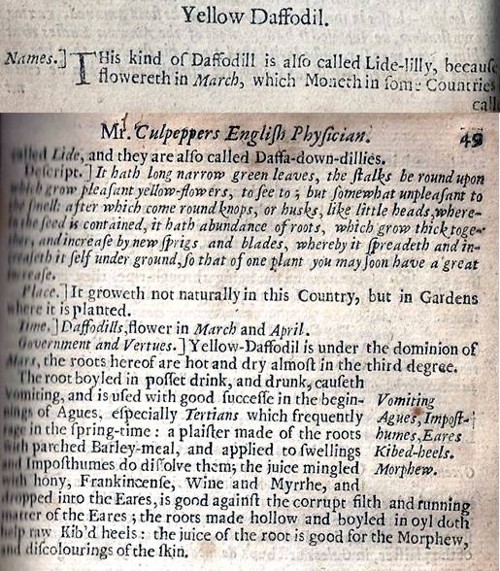 Yellow Daffodil.
Names.] THis kind of Daffodill is alſo called Lide-lilly, becauſe
flowereth in March, which Moneth in ſome Countries
call
Mr. Culpeppers Engliſh Phyſician. 49
called Lide, and they are alſo called Daffa-down-dillies.
Deſcript.] It hath long narrow green leaves, the ſtalks be round upon
which grow pleaſant yellow-flowers, to ſee to; but ſomewhat unpleaſant to
the ſmell: after which come round knops, or husks, like little heads, where-
in the ſeed is contained, it hath abundance of roots, which grow thick toge-
ther, and increaſe by new ſprigs and blades, whereby it ſpreadeth and in-
creaſeth it ſelf under ground, ſo that of one plant you may ſoon have a great
increaſe.
Place.] It groweth not naturally in this Country, but in Gardens
where it is planted.
Time.] Daffodills, flower in March and April.
Government and Vertues.] Yellow-Daffodil is under the dominion of
Mars, the roots hereof are hot and dry almoſt in the third degree.
The root boyled in poſſet drink, and drunk, cauſeth
Vomiting, and is uſed with good ſucceſſe in the begin-
nings of Agues, eſpecially Tertians which frequently
rage in the ſpring-time: a plaiſter made of the roots
with parched Barley-meal, and applied to ſwellings
and Impoſthumes do diſſolve them; the juice mingled
with hony, Frankincenſe, Wine and Myrrhe, and
Vomiting
Agues, Impoſt-
humes, Eares
Kibed-heels.
Morphew.
dropped into the Eares, is good againſt the corrupt filth and running
matter of the Eares; the roots made hollow and boyled in oyl doth
help raw Kib'd heels: the juice of the root is good for the Morphew,
and diſcolourings of the ſkin.